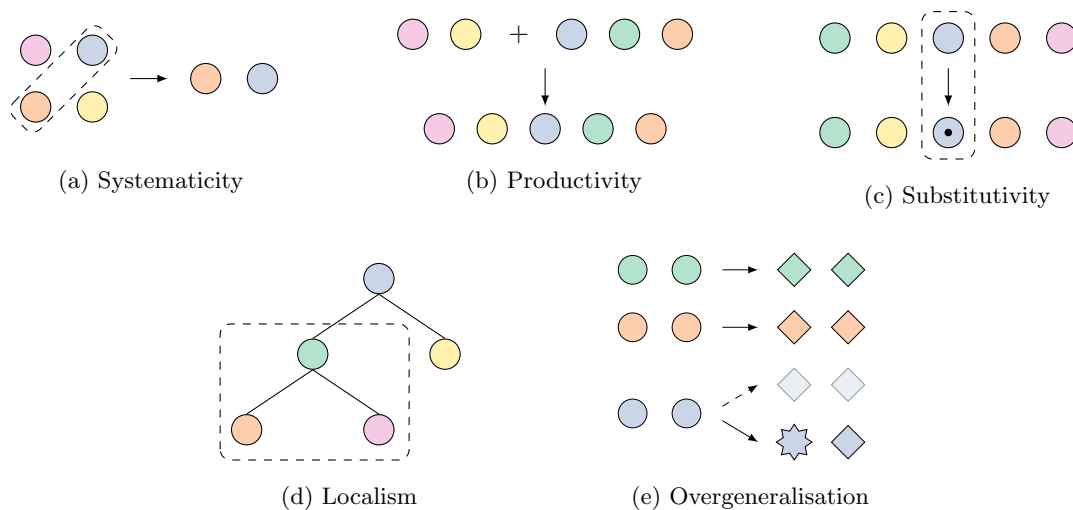 +
(a) Systematicity
(b) Productivity
(c) Substitutivity
(d) Localism
(e) Overgeneralisation